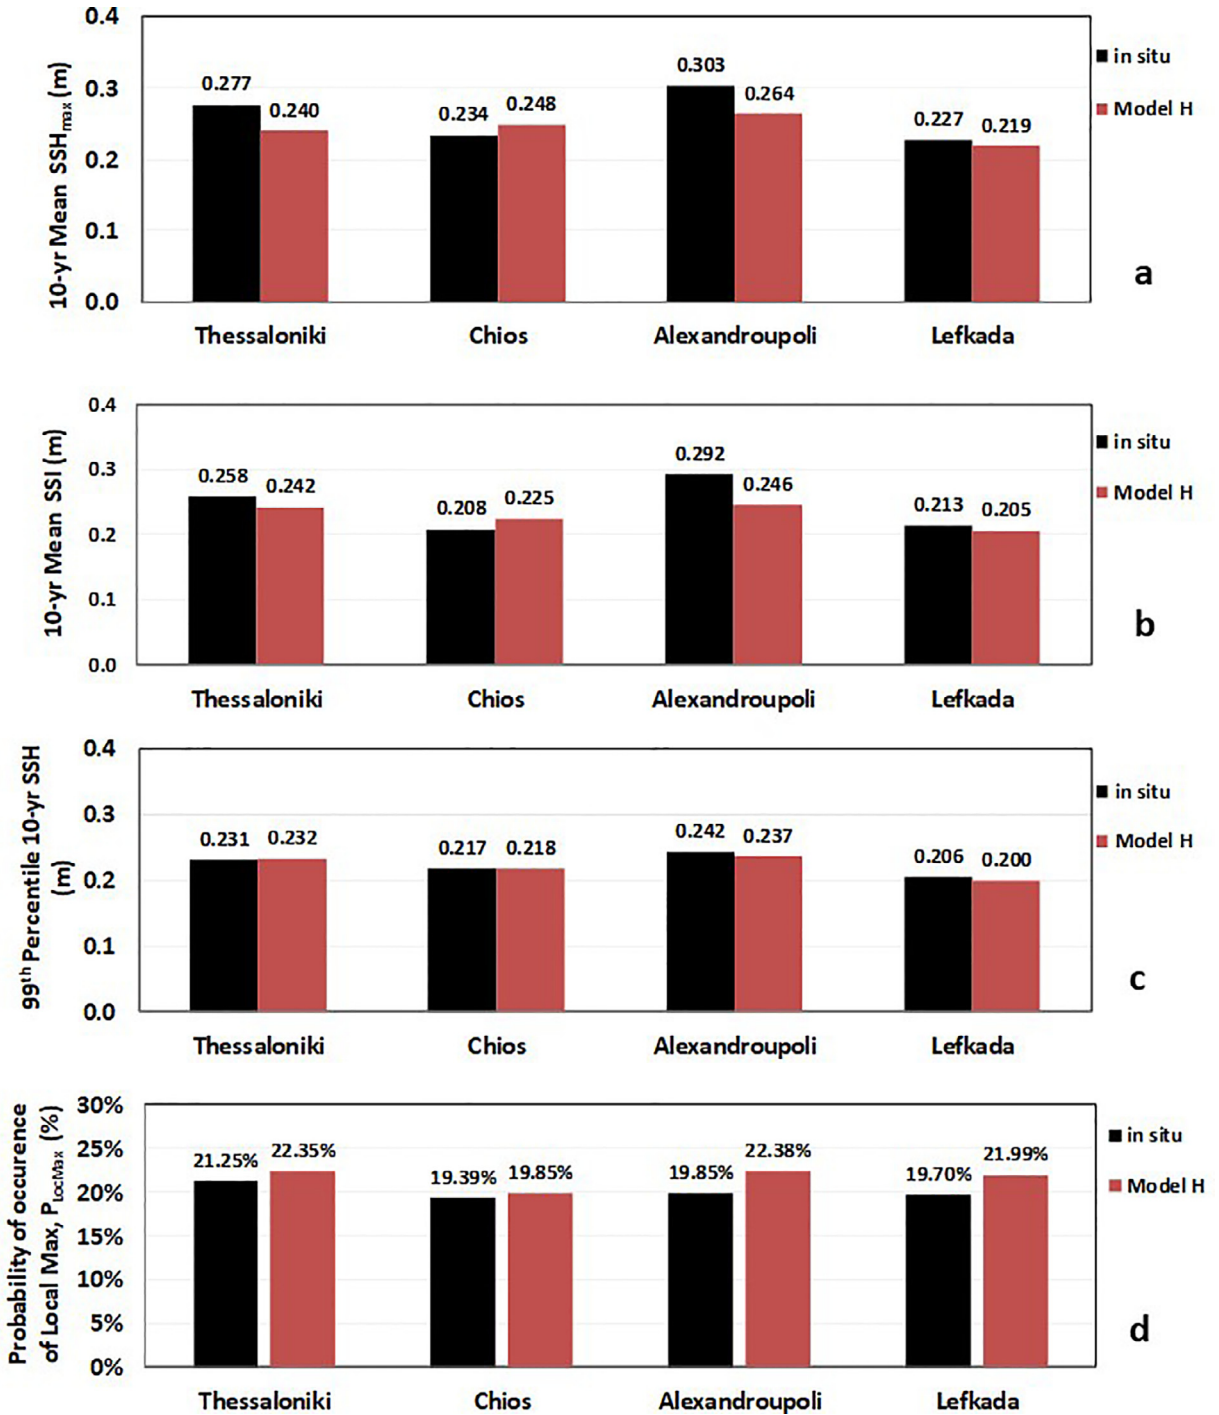 0.4
0.3
0.2
0.1
0.0
10-yr Mean SSHmax (m)
0.277
0.240
0.234
0.248
0.303
0.264
0.227
0.219
in situ
Model H
a
Thessaloniki
Chios
Alexandroupoli
Lefkada
0.4
0.3
0.2
0.1
0.0
10-yr Mean SSI (m)
0.258
0.242
0.208
0.225
0.292
0.246
0.213
0.205
in situ
Model H
b
Thessaloniki
Chios
Alexandroupoli
Lefkada
0.4
0.3
0.2
0.1
0.0
99th Percentile 10-yr SSH
(m)
0.231
0.232
0.217
0.218
0.242
0.237
0.206
0.200
in situ
Model H
c
Thessaloniki
Chios
Alexandroupoli
Lefkada
30%
25%
20%
15%
10%
5%
0%
Probability of occurence
of Local Max, PLocMax (%)
21.25%
22.35%
19.39%
19.85%
19.85%
22.38%
19.70%
21.99%
in situ
Model H
d
Thessaloniki
Chios
Alexandroupoli
Lefkada